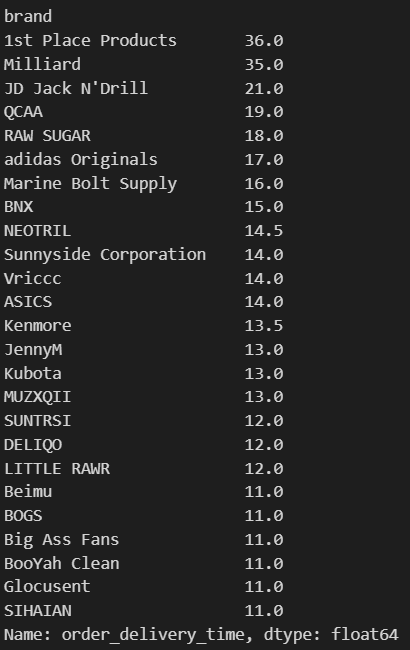 brand
1st Place Products 36.0
Milliard 35.0
JD Jack N'Drill 21.0
QCAA 19.0
RAW SUGAR 18.0
adidas Originals 17.0
Marine Bolt Supply 16.0
BNX 15.0
NEOTRIL 14.5
Sunnyside Corporation 14.0
Vriccc 14.0
ASICS 14.0
Kenmore 13.5
JennyM 13.0
Kubota 13.0
MUZXQII 13.0
SUNTRSI 12.0
DELIQO 12.0
LITTLE RAWR 12.0
Beimu 11.0
BOGS 11.0
Big Ass Fans 11.0
BooYah Clean 11.0
Glocusent 11.0
SIHAIAN 11.0
Name: order_delivery_time, dtype: float64